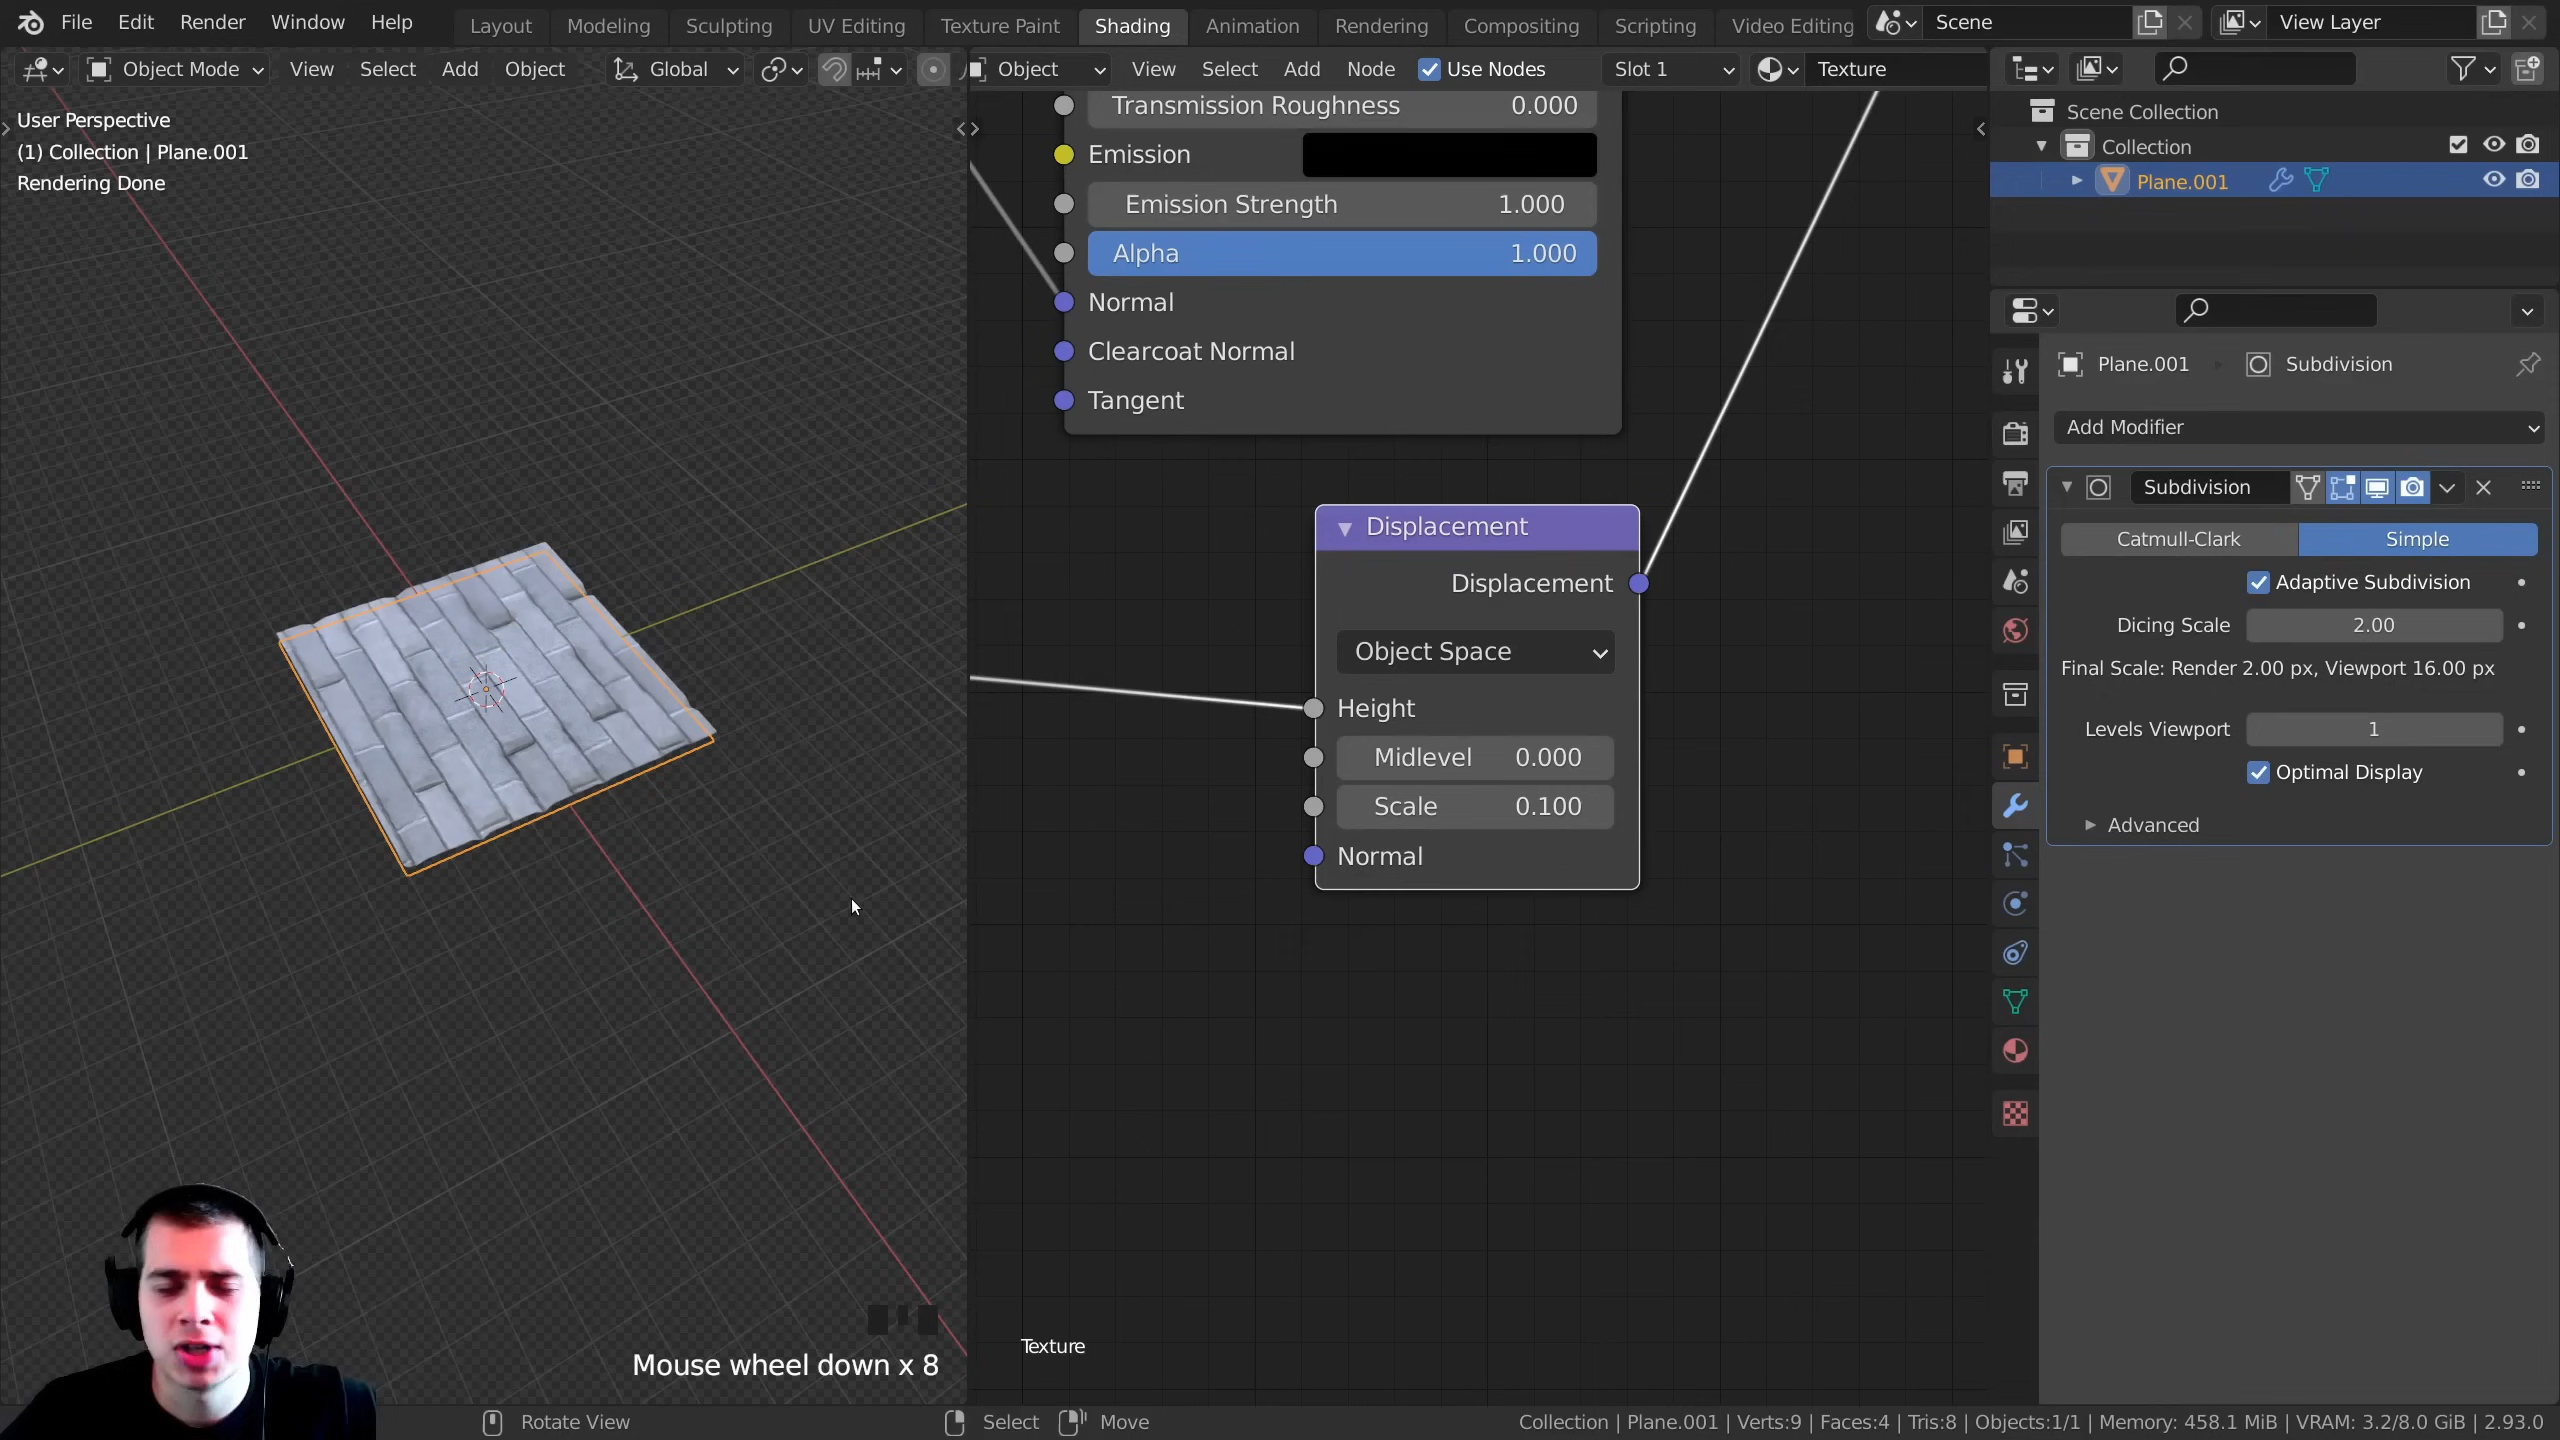 File Edit Render Window Help Layout Modeling Sculpting UV Editing Texture Paint Shading Animation Rendering Compositing Scripting Video Editing Scene View Layer
Object Mode View Select Add Object Global Object View Select Add Node Use Nodes Slot 1 Texture
User Perspective
(1) Collection | Plane.001
Rendering Done
Transmission Roughness 0.000
Emission
Emission Strength 1.000
Alpha 1.000
Normal
Clearcoat Normal
Tangent
Displacement
Displacement
Object Space
Height
Midlevel 0.000
Scale 0.100
Normal
Texture
Scene Collection
Collection
Plane.001
Plane.001 Subdivision
Add Modifier
Subdivision
Catmull-Clark Simple
Adaptive Subdivision
Dicing Scale 2.00
Final Scale: Render 2.00 px, Viewport 16.00 px
Levels Viewport 1
Optimal Display
Advanced
Mouse wheel down x 8
Rotate View Select Move Collection | Plane.001 | Verts:9 | Faces:4 | Tris:8 | Objects:1/1 | Memory: 458.1 MiB | VRAM: 3.2/8.0 GiB | 2.93.0